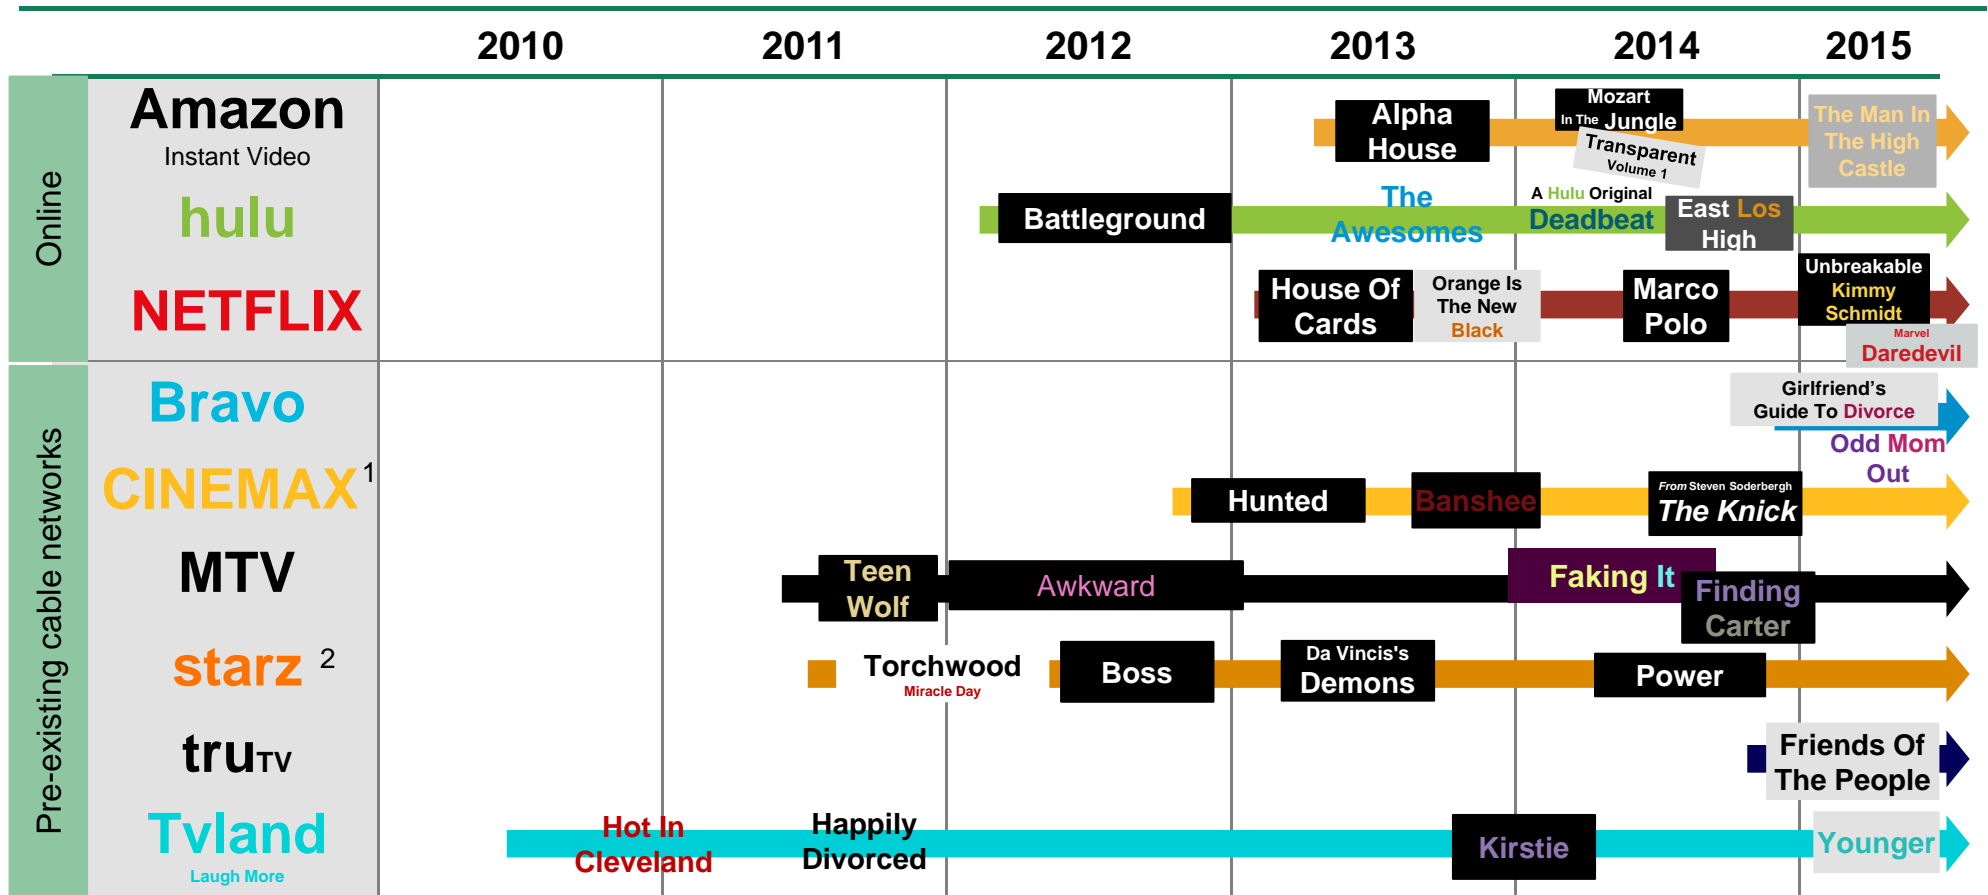 2010 2011 2012 2013 2014 2015
Online
Amazon
Instant Video
Alpha
House
Mozart
In The Jungle
Transparent
Volume 1
The Man In
The High
Castle
hulu
Battleground
The
Awesomes
A Hulu Original
Deadbeat
East Los
High
NETFLIX
House Of
Cards
Orange Is
The New
Black
Marco
Polo
Unbreakable
Kimmy
Schmidt
Marvel
Daredevil
Pre-existing cable networks
Bravo
Girlfriend's
Guide To Divorce
Odd Mom
Out
CINEMAX 1
Hunted
Banshee
From Steven Soderbergh
The Knick
MTV
Teen
Wolf
Awkward
Faking It
Finding
Carter
starz 2
Torchwood
Miracle Day
Boss
Da Vincis's
Demons
Power
truTV
Friends Of
The People
Tvland
Laugh More
Hot In
Cleveland
Happily
Divorced
Kirstie
Younger